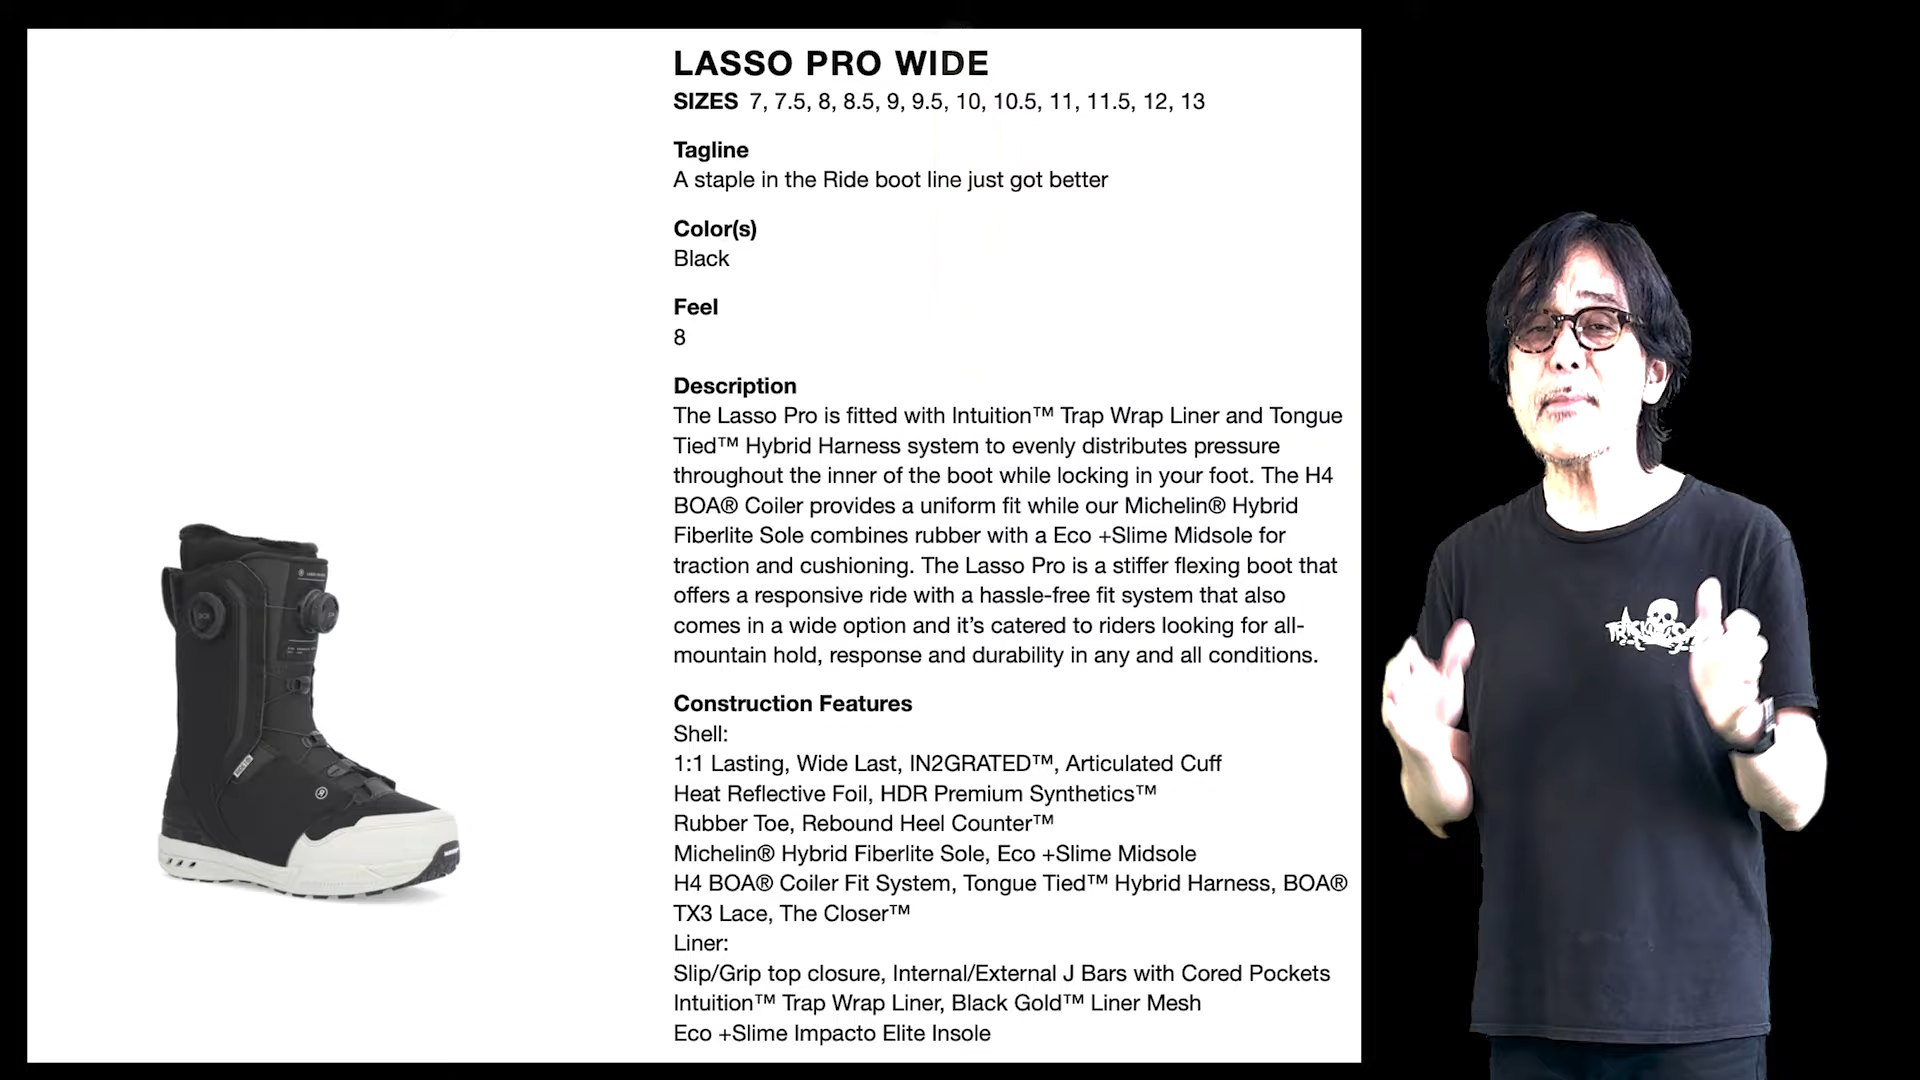 LASSO PRO WIDE
SIZES 7, 7.5, 8, 8.5, 9, 9.5, 10, 10.5, 11, 11.5, 12, 13
Tagline
A staple in the Ride boot line just got better
Color(s)
Black
Feel
8
Description
The Lasso Pro is fitted with Intuition™ Trap Wrap Liner and Tongue
Tied™ Hybrid Harness system to evenly distributes pressure
throughout the inner of the boot while locking in your foot. The H4
BOA® Coiler provides a uniform fit while our Michelin® Hybrid
Fiberlite Sole combines rubber with a Eco +Slime Midsole for
traction and cushioning. The Lasso Pro is a stiffer flexing boot that
offers a responsive ride with a hassle-free fit system that also
comes in a wide option and it’s catered to riders looking for all-
mountain hold, response and durability in any and all conditions.
Construction Features
Shell:
1:1 Lasting, Wide Last, IN2GRATED™, Articulated Cuff
Heat Reflective Foil, HDR Premium Synthetics™
Rubber Toe, Rebound Heel Counter™
Michelin® Hybrid Fiberlite Sole, Eco +Slime Midsole
H4 BOA® Coiler Fit System, Tongue Tied™ Hybrid Harness, BOA®
TX3 Lace, The Closer™
Liner:
Slip/Grip top closure, Internal/External J Bars with Cored Pockets
Intuition™ Trap Wrap Liner, Black Gold™ Liner Mesh
Eco +Slime Impacto Elite Insole